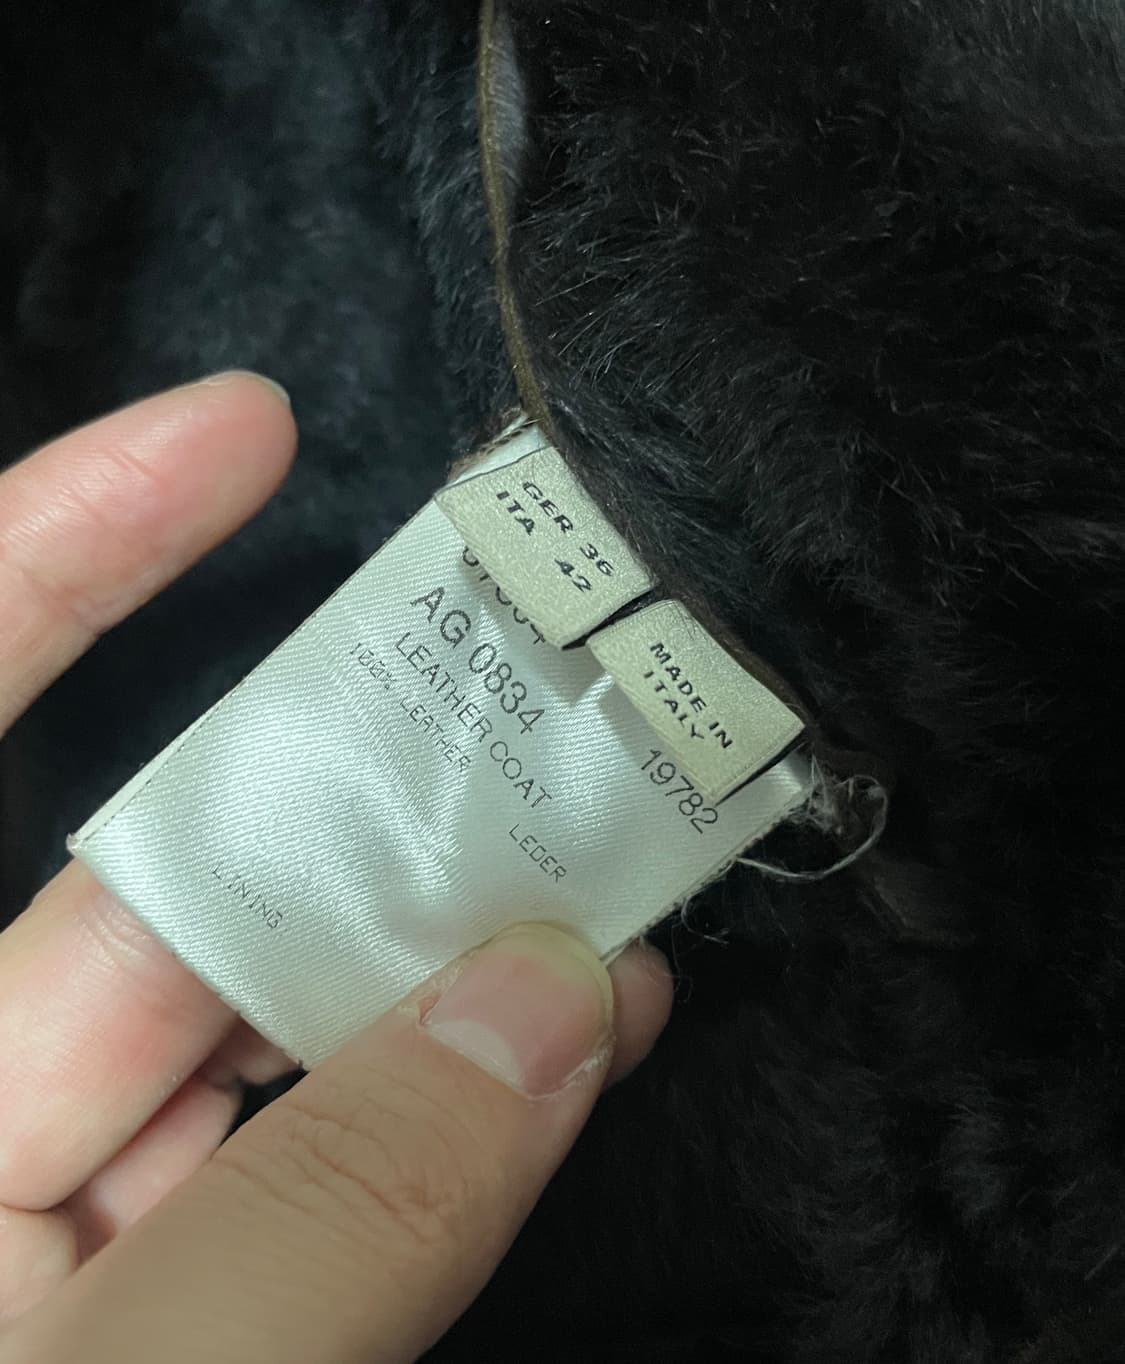 GER 36
ITA 42
MADE IN
ITALY
AG 0834
19782
LEATHER COAT
100% LEATHER
LEDER
LINING